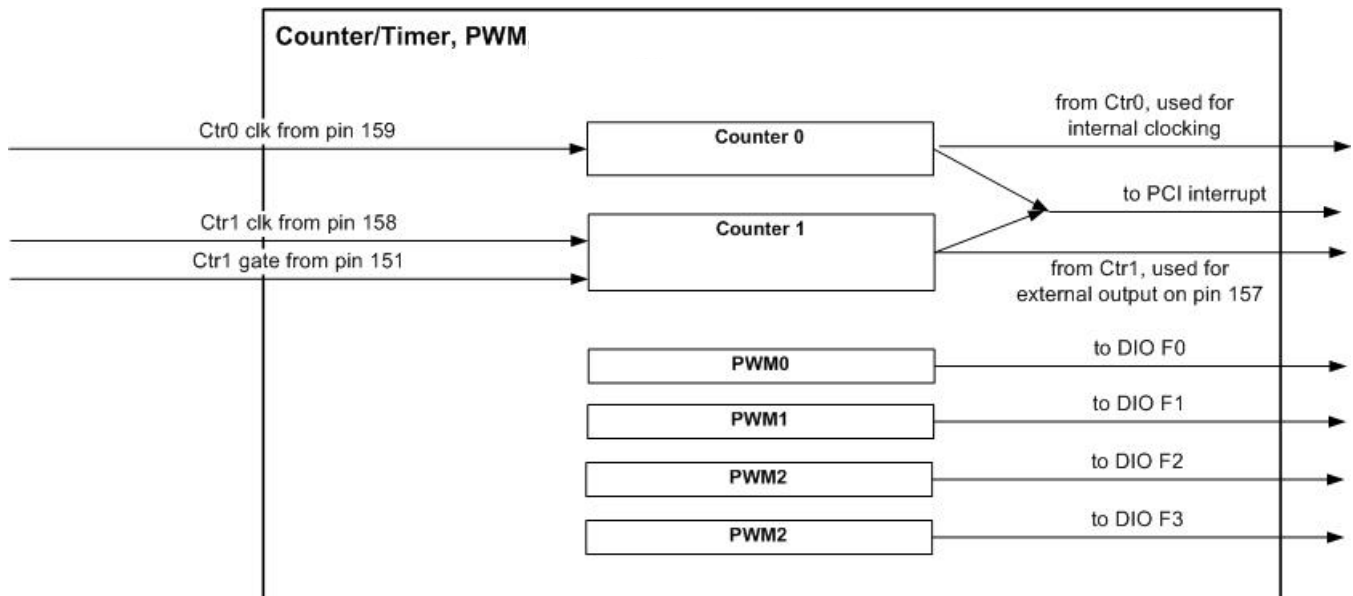 Counter/Timer, PWM
Ctr0 clk from pin 159
Counter 0
from Ctr0, used for
internal clocking
to PCI interrupt
Ctr1 clk from pin 158
Counter 1
Ctr1 gate from pin 151
from Ctr1, used for
external output on pin 157
PWM0
to DIO F0
PWM1
to DIO F1
PWM2
to DIO F2
PWM2
to DIO F3